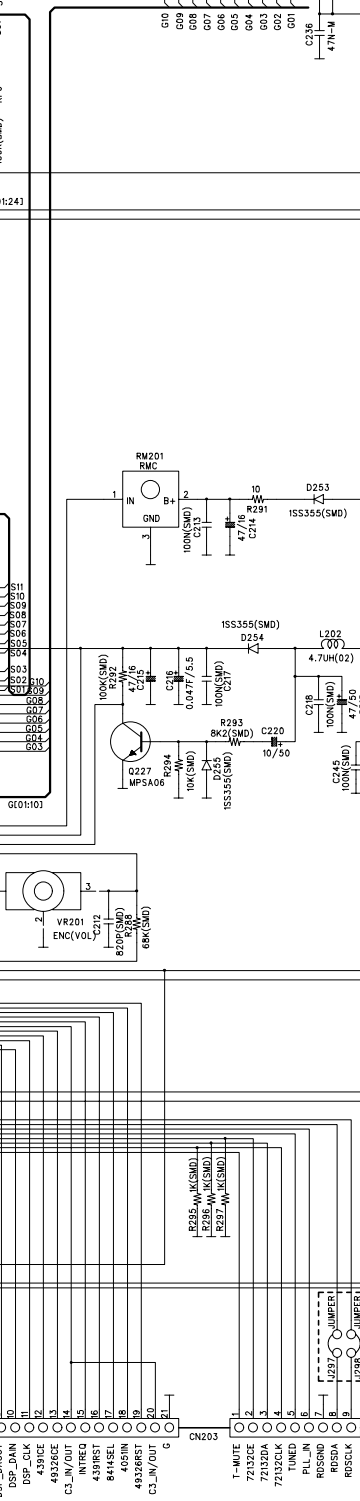 G10
G09
G08
G07
G06
G05
G04
G03
G02
G01
C236
47N-M
01:24]
RM201
RMC
1
IN
B+
2
GND
3
100N(SMD)
C213
47/16
C214
10
R291
D253
1SS355(SMD)
S11
S10
S09
S08
S07
S06
S05
S04
S03
S02
S01
G10
G09
G08
G07
G06
G05
G04
G03
G[01:10]
100K(SMD)
R292
47/16
C215
C216
0.047F/5.5
100N(SMD)
C217
1SS355(SMD)
D254
L202
4.7UH(02)
C218
100N(SMD)
47/50
Q227
MPSA06
R294
10K(SMD)
D255
1SS355(SMD)
R293
8K2(SMD)
C220
10/50
C245
100N(SMD)
3
2
VR201
ENC(VOL)
C212
820P(SMD)
R288
68K(SMD)
R295
1K(SMD)
R296
1K(SMD)
R297
1K(SMD)
JUMPER
J297
JUMPER
J298
10
11
12
13
14
15
16
17
18
19
20
21
DSP_DAIN
DSP_CLK
4391CE
49326CE
C3_IN/OUT
INTREQ
4391RST
8414SEL
4051IN
49326RST
C3_IN/OUT
G
CN203
1
2
3
4
5
6
7
8
9
T-MUTE
72132CE
72132DA
72132CLK
TUNED
PLL_IN
RDSGND
RDSDA
RDSCLK